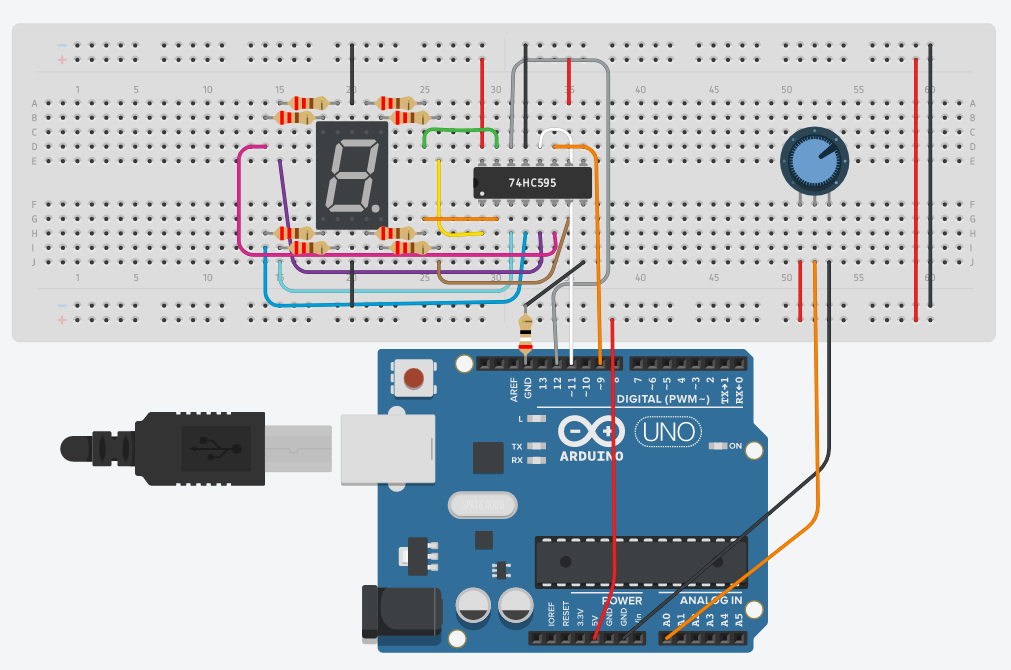 − −
+ +
1 5 10 15 20 25 30 35 40 45 50 55 60
A A
B B
C C
D D
E E
74HC595
F F
G G
H H
I I
J J
1 5 10 15 20 25 30 35 40 45 50 55 60
− −
+ +
AREF GND 13 12 ~11 ~10 ~9 8 7 ~6 ~5 4 ~3 2 TX→1 RX←0
DIGITAL (PWM~)
L
TX
RX
− +
ARDUINO
UNO
ON
POWER
ANALOG IN
IOREF RESET 3.3V 5V GND GND Vin A0 A1 A2 A3 A4 A5